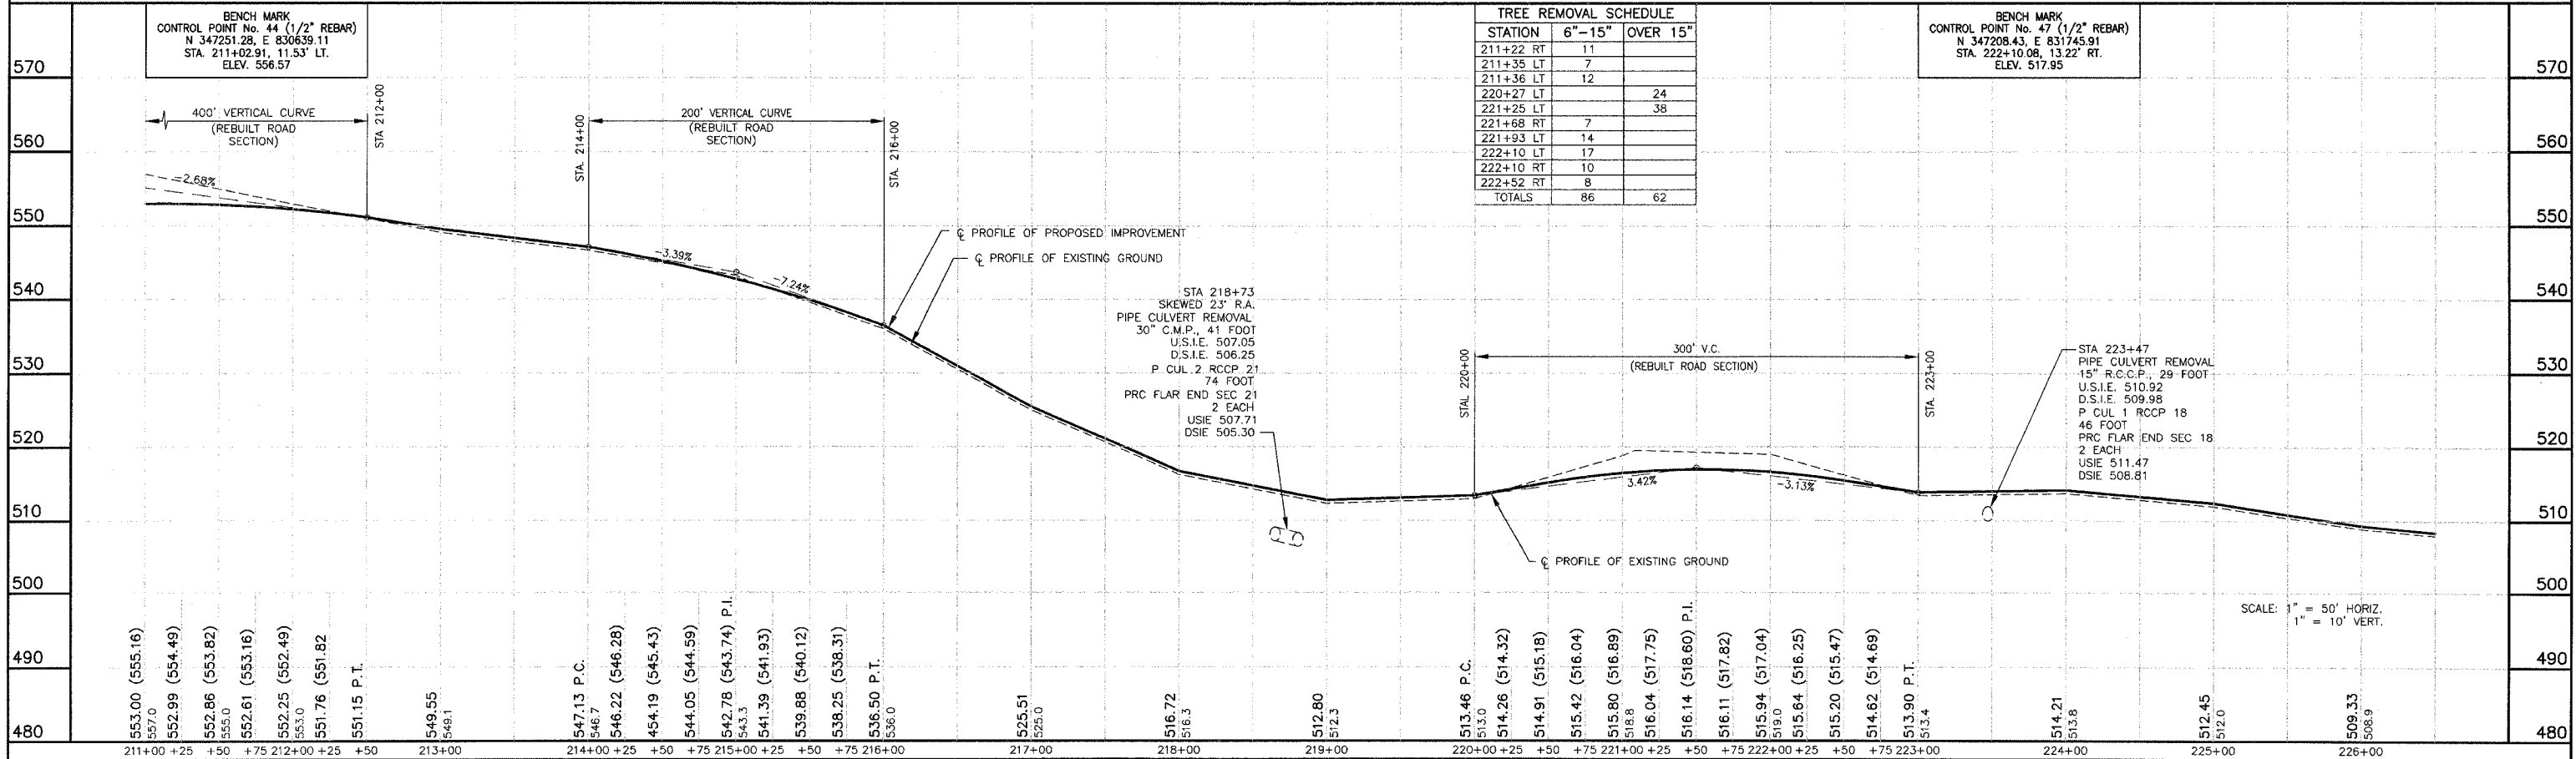 BENCH MARK
CONTROL POINT No. 44 (1/2" REBAR)
N 347251.28, E 830639.11
STA. 211+02.91, 11.53' LT.
ELEV. 556.57
TREE REMOVAL SCHEDULE
STATION 6"-15" OVER 15"
211+22 RT 11
211+35 LT 7
211+36 LT 12
220+27 LT 24
221+25 LT 38
221+68 RT 7
221+93 LT 14
222+10 LT 17
222+10 RT 10
222+52 RT 8
TOTALS 86 62
BENCH MARK
CONTROL POINT No. 47 (1/2" REBAR)
N 347208.43, E 831745.91
STA. 222+10.08, 13.22' RT.
ELEV. 517.95
570
560
550
540
530
520
510
500
490
480
570
560
550
540
530
520
510
500
490
480
400' VERTICAL CURVE
(REBUILT ROAD
SECTION)
STA 212+00
-2.68%
STA. 214+00
200' VERTICAL CURVE
(REBUILT ROAD
SECTION)
STA. 216+00
-3.39%
-7.24%
℄ PROFILE OF PROPOSED IMPROVEMENT
℄ PROFILE OF EXISTING GROUND
STA 218+73
SKEWED 23' R.A.
PIPE CULVERT REMOVAL
30" C.M.P., 41 FOOT
U.S.I.E. 507.05
D.S.I.E. 506.25
P CUL 2 RCCP 21
74 FOOT
PRC FLAR END SEC 21
2 EACH
USIE 507.71
DSIE 505.30
STAL 220+00
300' V.C.
(REBUILT ROAD SECTION)
STA. 223+00
3.42%
-3.13%
℄ PROFILE OF EXISTING GROUND
STA 223+47
PIPE CULVERT REMOVAL
15" R.C.C.P., 29 FOOT
U.S.I.E. 510.92
D.S.I.E. 509.98
P CUL 1 RCCP 18
46 FOOT
PRC FLAR END SEC 18
2 EACH
USIE 511.47
DSIE 508.81
SCALE: 1" = 50' HORIZ.
1" = 10' VERT.
553.00 (555.16)
557.0
552.99 (554.49)
552.86 (553.82)
555.0
552.61 (553.16)
552.25 (552.49)
553.0
551.76 (551.82
551.15 P.T.
549.55
549.1
547.13 P.C.
546.7
546.22 (546.28)
454.19 (545.43)
544.05 (544.59)
542.78 (543.74) P.I.
543.3
541.39 (541.93)
539.88 (540.12)
538.25 (538.31)
536.50 P.T.
536.0
525.51
525.0
516.72
516.3
512.80
512.3
513.46 P.C.
513.0
514.26 (514.32)
514.91 (515.18)
515.42 (516.04)
515.80 (516.89)
518.8
516.04 (517.75)
516.14 (518.60) P.I.
516.11 (517.82)
515.94 (517.04)
519.0
515.64 (516.25)
515.20 (515.47)
514.62 (514.69)
513.90 P.T.
513.4
514.21
513.8
512.45
512.0
509.33
508.9
211+00 +25 +50 +75 212+00 +25 +50 213+00 214+00 +25 +50 +75 215+00 +25 +50 +75 216+00 217+00 218+00 219+00 220+00 +25 +50 +75 221+00 +25 +50 +75 222+00 +25 +50 +75 223+00 224+00 225+00 226+00